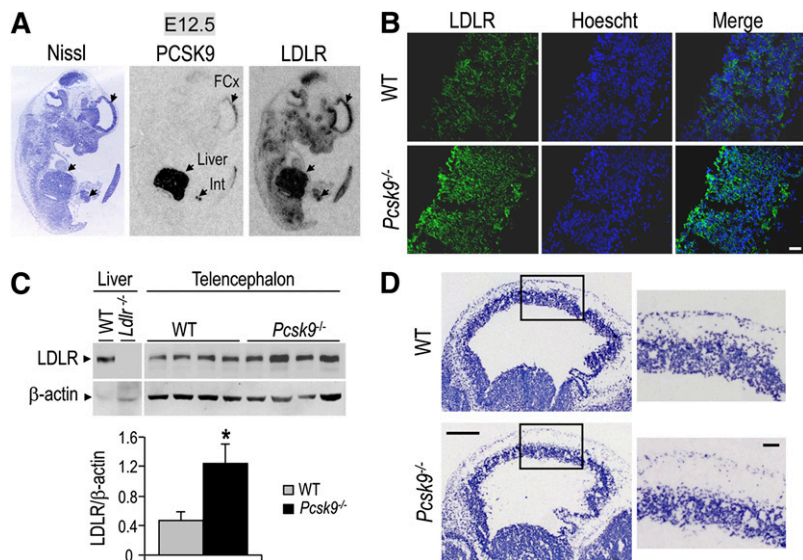 A
E12.5
Nissl PCSK9 LDLR
FCx
Liver
Int
B
LDLR Hoescht Merge
WT
Pcsk9-/-
C
Liver Telencephalon
WT Ldlr-/- WT Pcsk9-/-
LDLR
β-actin
LDLR/β-actin
1.6
1.2
0.8
0.4
0
*
WT
Pcsk9-/-
D
WT
Pcsk9-/-